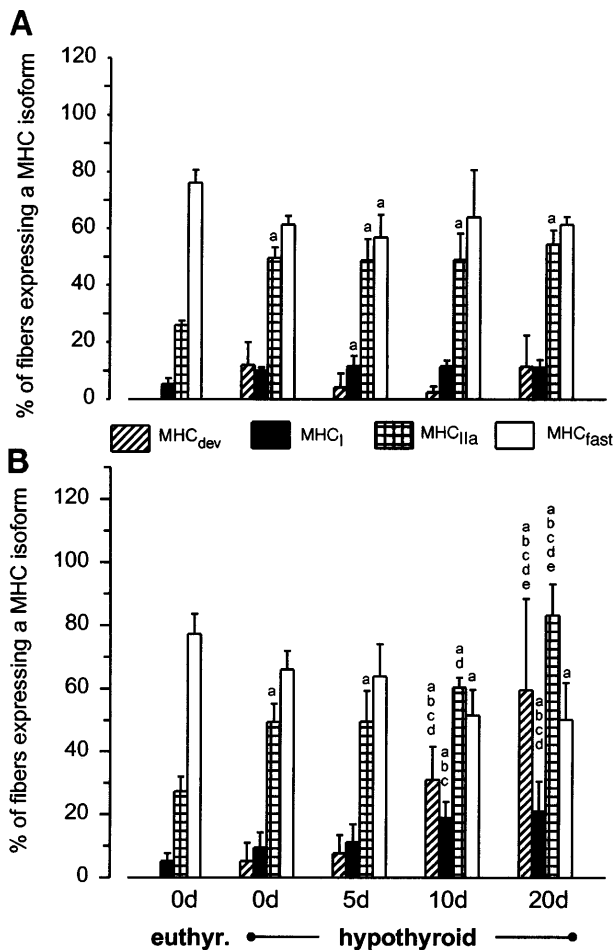 A
% of fibers expressing a MHC isoform
120
100
80
60
40
20
0
a
a
a
a
a
a
MHCdev
MHCI
MHCIIa
MHCfast
B
% of fibers expressing a MHC isoform
120
100
80
60
40
20
0
a
a
a
b
c
d
a
b
c
a
d
a
a
b
c
d
e
a
b
c
d
a
b
c
d
e
a
0d
0d
5d
10d
20d
euthyr.
hypothyroid